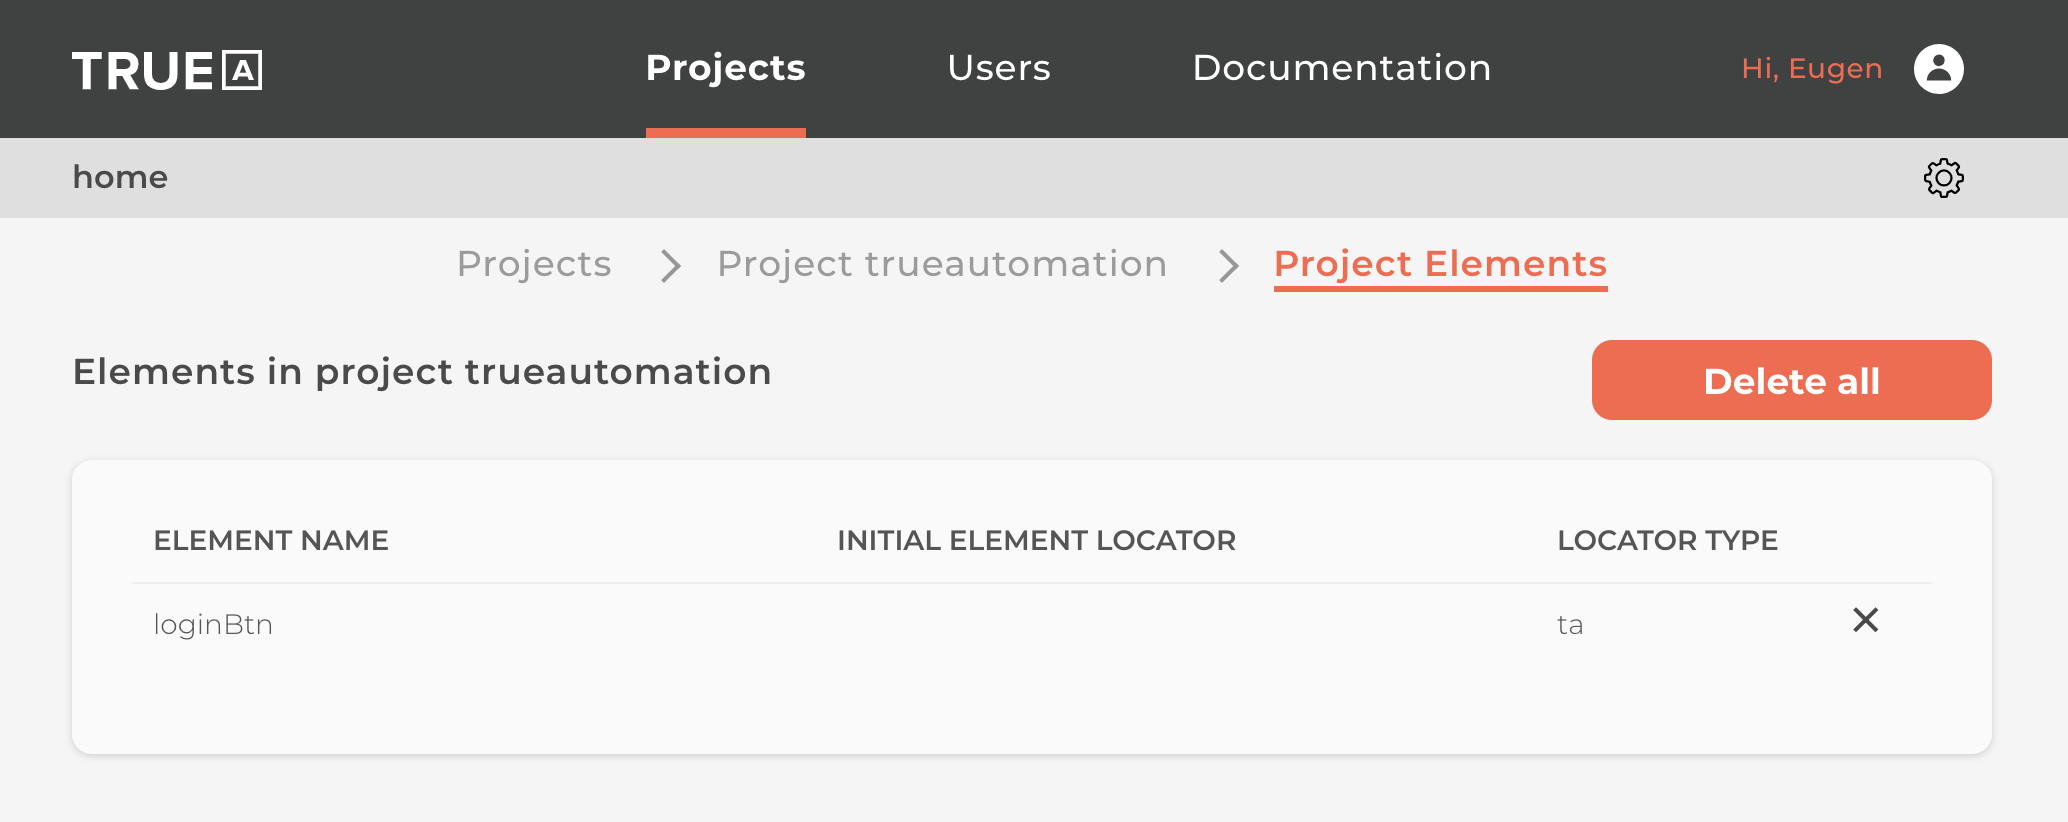 TRUE A
Projects Users Documentation Hi, Eugen
home
Projects Project trueautomation Project Elements
Elements in project trueautomation
Delete all
ELEMENT NAME INITIAL ELEMENT LOCATOR LOCATOR TYPE
loginBtn ta